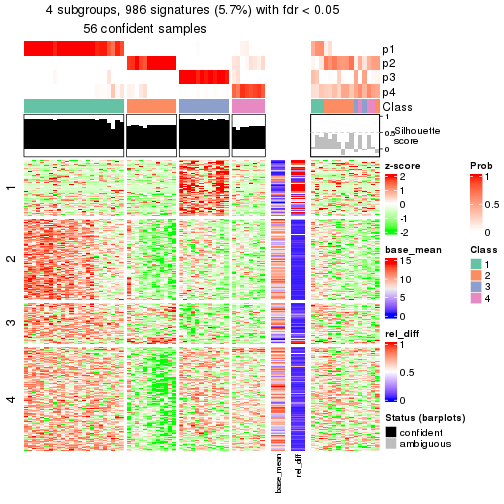 4 subgroups, 986 signatures (5.7%) with fdr < 0.05
56 confident samples
p1
p2
p3
p4
Class
1
0.5
0
Silhouette
score
1
2
3
4
base_mean
rel_diff
z-score
2
1
0
-1
-2
base_mean
15
10
5
0
rel_diff
1
0.5
0
Status (barplots)
confident
ambiguous
Prob
1
0.5
0
Class
1
2
3
4